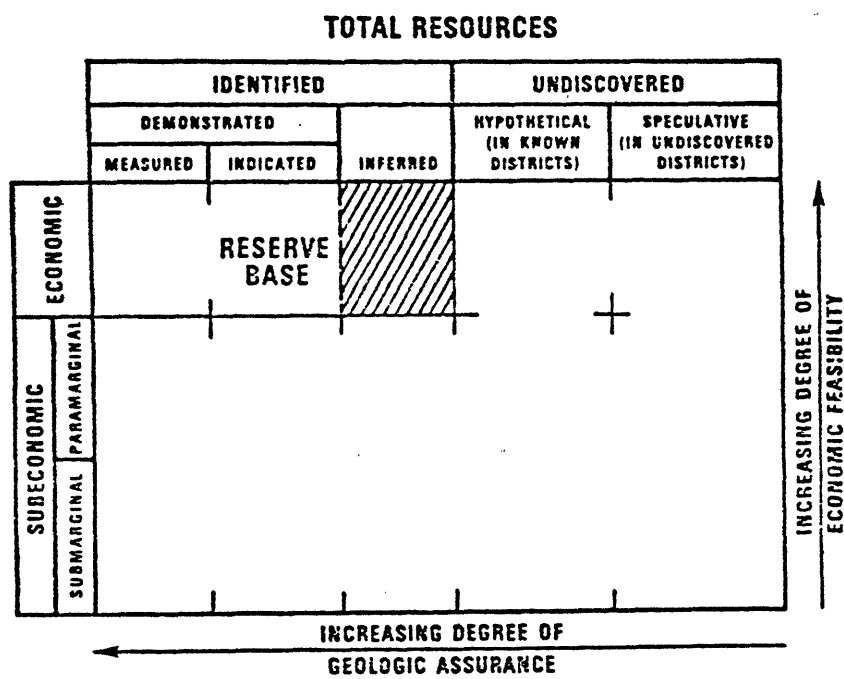 TOTAL RESOURCES
IDENTIFIED
UNDISCOVERED
DEMONSTRATED
MEASURED
INDICATED
INFERRED
HYPOTHETICAL
(IN KNOWN
DISTRICTS)
SPECULATIVE
(IN UNDISCOVERED
DISTRICTS)
ECONOMIC
RESERVE
BASE
SUBECONOMIC
PARAMARGINAL
SUBMARGINAL
INCREASING DEGREE OF
ECONOMIC FEASIBILITY
INCREASING DEGREE OF
GEOLOGIC ASSURANCE